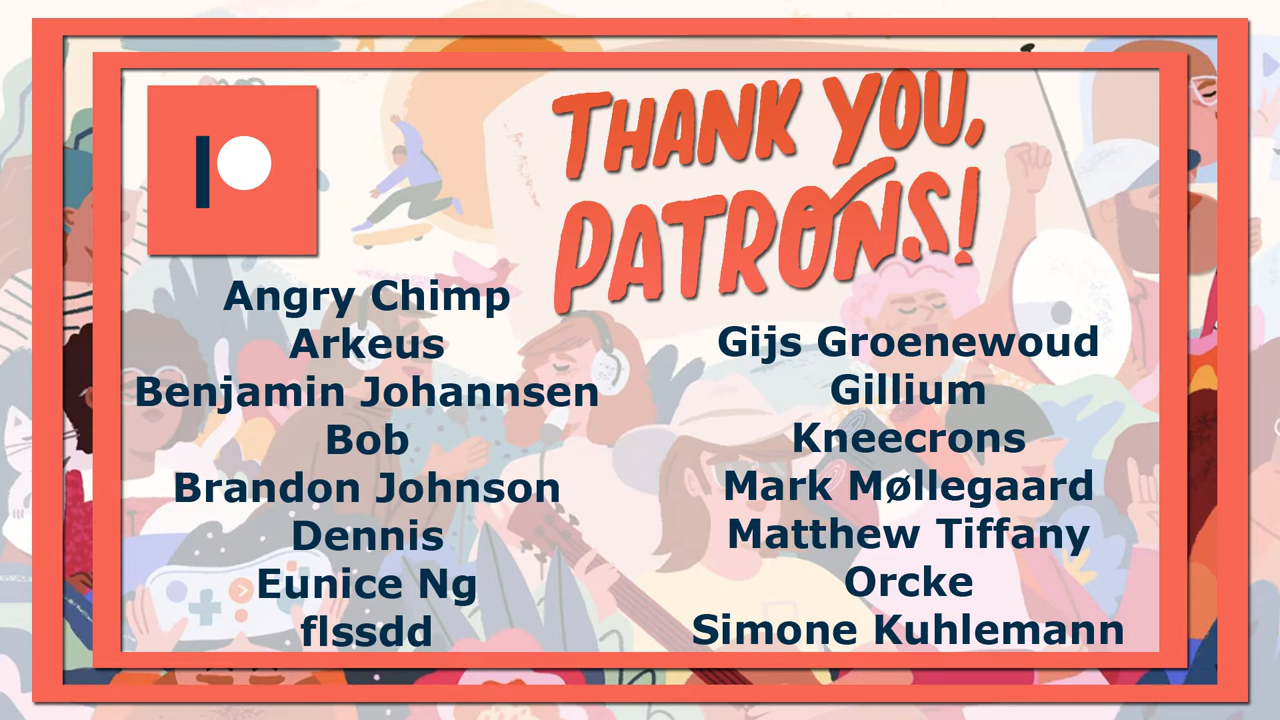 THANK YOU,
PATRONS!
Angry Chimp
Arkeus
Benjamin Johannsen
Bob
Brandon Johnson
Dennis
Eunice Ng
flssdd
Gijs Groenewoud
Gillium
Kneecrons
Mark Møllegaard
Matthew Tiffany
Orcke
Simone Kuhlemann